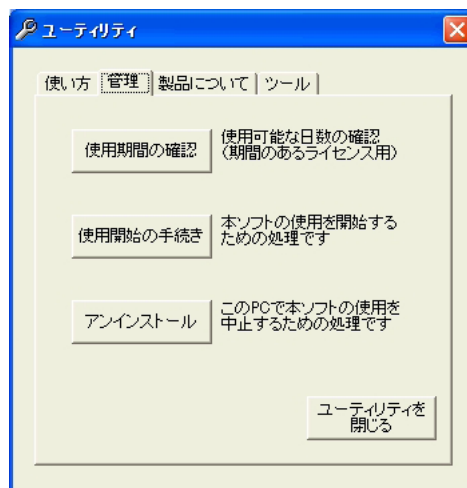 ユーティリティ
使い方 管理 製品について ツール
使用期間の確認
使用可能な日数の確認
(期間のあるライセンス用)
使用開始の手続き
本ソフトの使用を開始する
ための処理です
アンインストール
このPCで本ソフトの使用を
中止するための処理です
ユーティリティを
閉じる